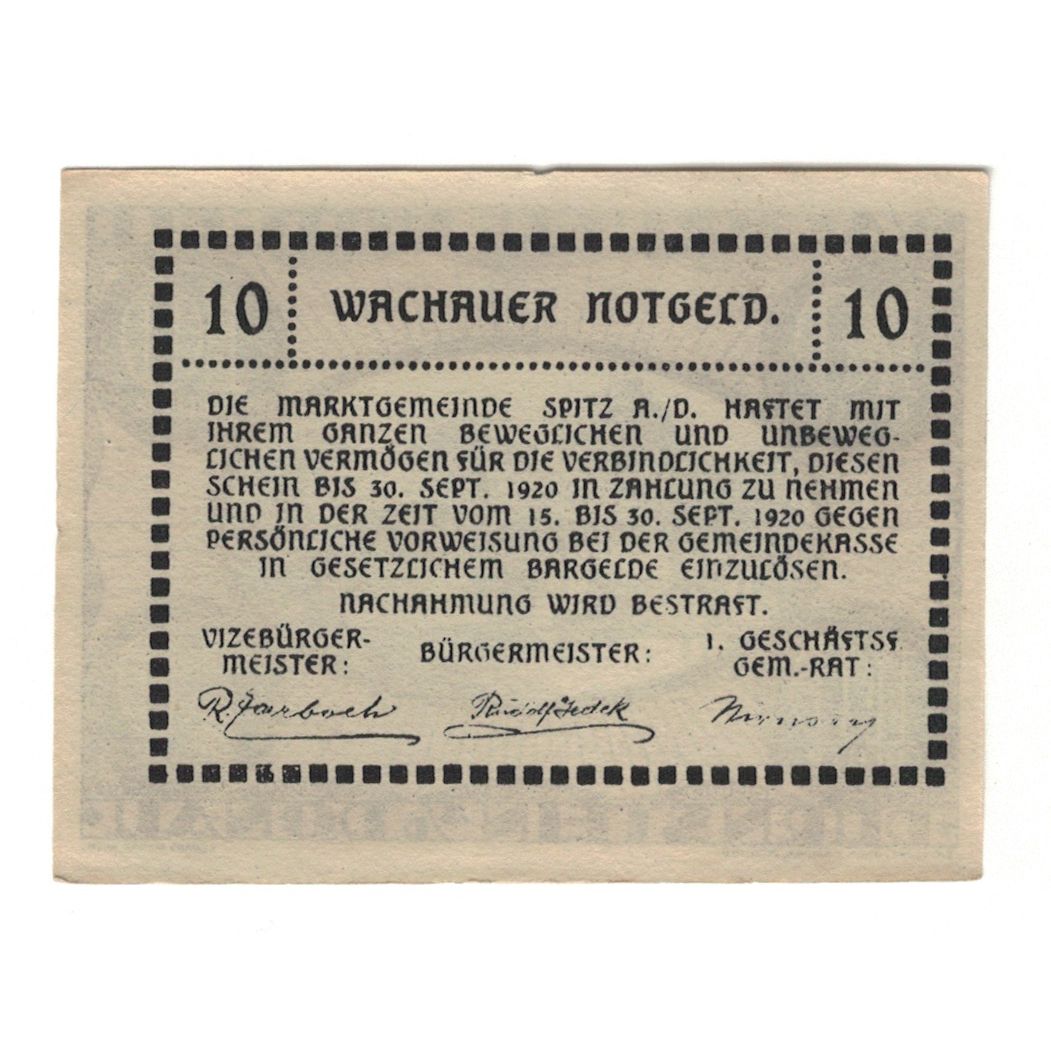 10 WACHAUER NOTGELD. 10
DIE MARKTGEMEINDE SPITZ A./D. HAFTET MIT
IHREM GANZEN BEWEGLICHEN UND UNBEWEG-
LICHEN VERMÖGEN FÜR DIE VERBINDLICHKEIT, DIESEN
SCHEIN BIS 30. SEPT. 1920 IN ZAHLUNG ZU NEHMEN
UND IN DER ZEIT VOM 15. BIS 30. SEPT. 1920 GEGEN
PERSÖNLICHE VORWEISUNG BEI DER GEMEINDEKASSE
IN GESETZLICHEM BARGELDE EINZULÖSEN.
NACHAHMUNG WIRD BESTRAFT.
VIZEBÜRGER-
MEISTER:
BÜRGERMEISTER:
1. GESCHÄFTSF.
GEM.-RAT:
Rudolf